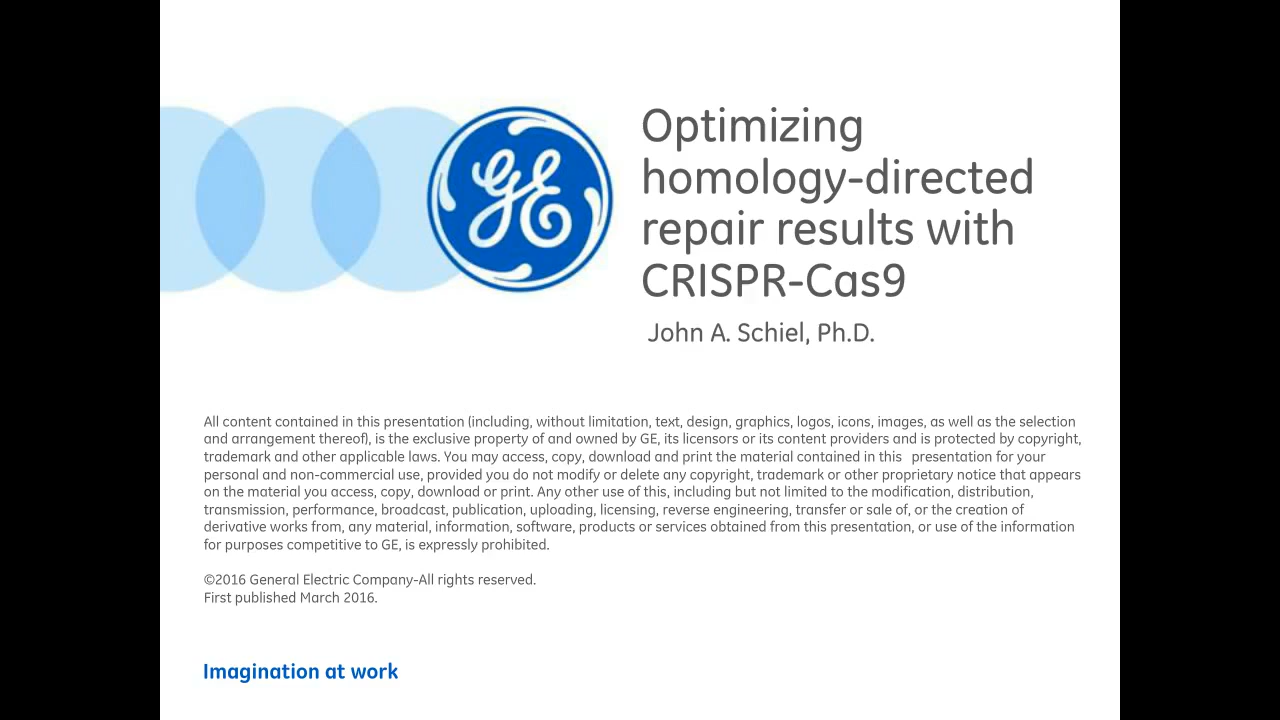 GE
Optimizing
homology-directed
repair results with
CRISPR-Cas9
John A. Schiel, Ph.D.
All content contained in this presentation (including, without limitation, text, design, graphics, logos, icons, images, as well as the selection
and arrangement thereof), is the exclusive property of and owned by GE, its licensors or its content providers and is protected by copyright,
trademark and other applicable laws. You may access, copy, download and print the material contained in this presentation for your
personal and non-commercial use, provided you do not modify or delete any copyright, trademark or other proprietary notice that appears
on the material you access, copy, download or print. Any other use of this, including but not limited to the modification, distribution,
transmission, performance, broadcast, publication, uploading, licensing, reverse engineering, transfer or sale of, or the creation of
derivative works from, any material, information, software, products or services obtained from this presentation, or use of the information
for purposes competitive to GE, is expressly prohibited.
©2016 General Electric Company-All rights reserved.
First published March 2016.
Imagination at work